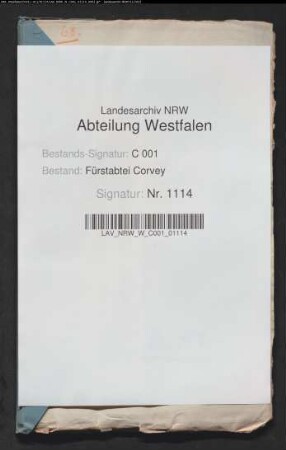 Landesarchiv NRW
Abteilung Westfalen
Bestands-Signatur: C 001
Bestand: Fürstabtei Corvey
Signatur: Nr. 1114
LAV_NRW_W_C001_01114